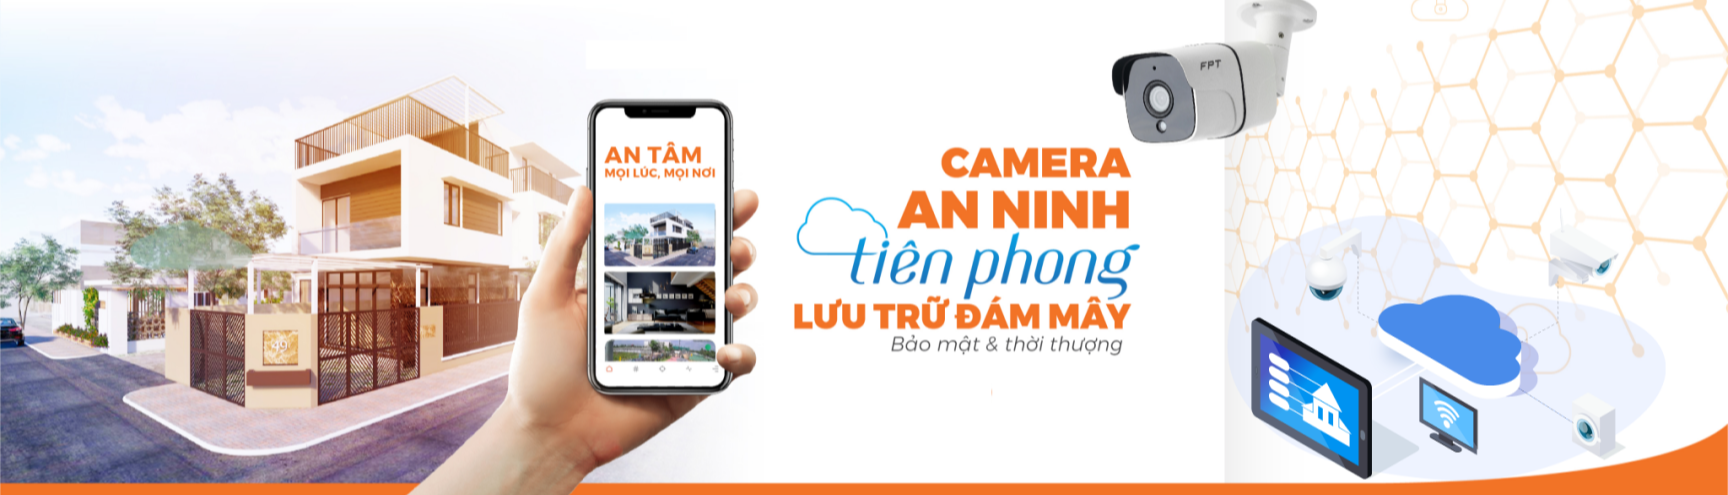 AN TÂM
MỌI LÚC, MỌI NƠI
FPT
CAMERA
AN NINH
tiên phong
LƯU TRỮ ĐÁM MÂY
Bảo mật & thời thượng
49